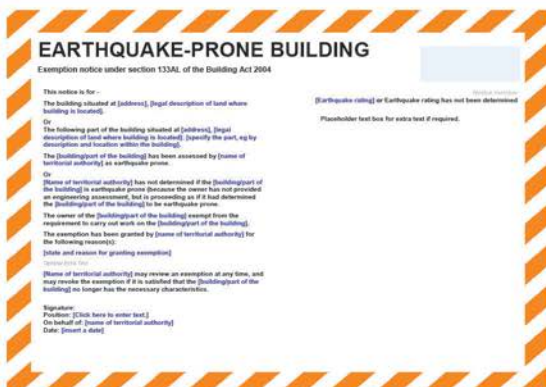 EARTHQUAKE-PRONE BUILDING
Exemption notice under section 133AL of the Building Act 2004
This notice is for -
The building situated at [address], [legal description of land where
building is located].
Or
The following part of the building situated at [address], [legal
description of land where building is located]. [specify the part, eg by
description and location within the building].
The [building/part of the building] has been assessed by [name of
territorial authority] as earthquake prone.
Or
[Name of territorial authority] has not determined if the [building/part of
the building] is earthquake prone (because the owner has not provided
an engineering assessment, but is proceeding as if it had determined
the [building/part of the building] to be earthquake prone.
The owner of the [building/part of the building] exempt from the
requirement to carry out work on the [building/part of the building].
The exemption has been granted by [name of territorial authority] for
the following reason(s):
[state and reason for granting exemption]
[Name of territorial authority] may review an exemption at any time, and
may revoke the exemption if it is satisfied that the [building/part of the
building] no longer has the necessary characteristics.
Signature:
Position: [Click here to enter text.]
On behalf of: [name of territorial authority]
Date: [insert a date]
Notice number
[Earthquake rating] or Earthquake rating has not been determined
Placeholder text box for extra text if required.